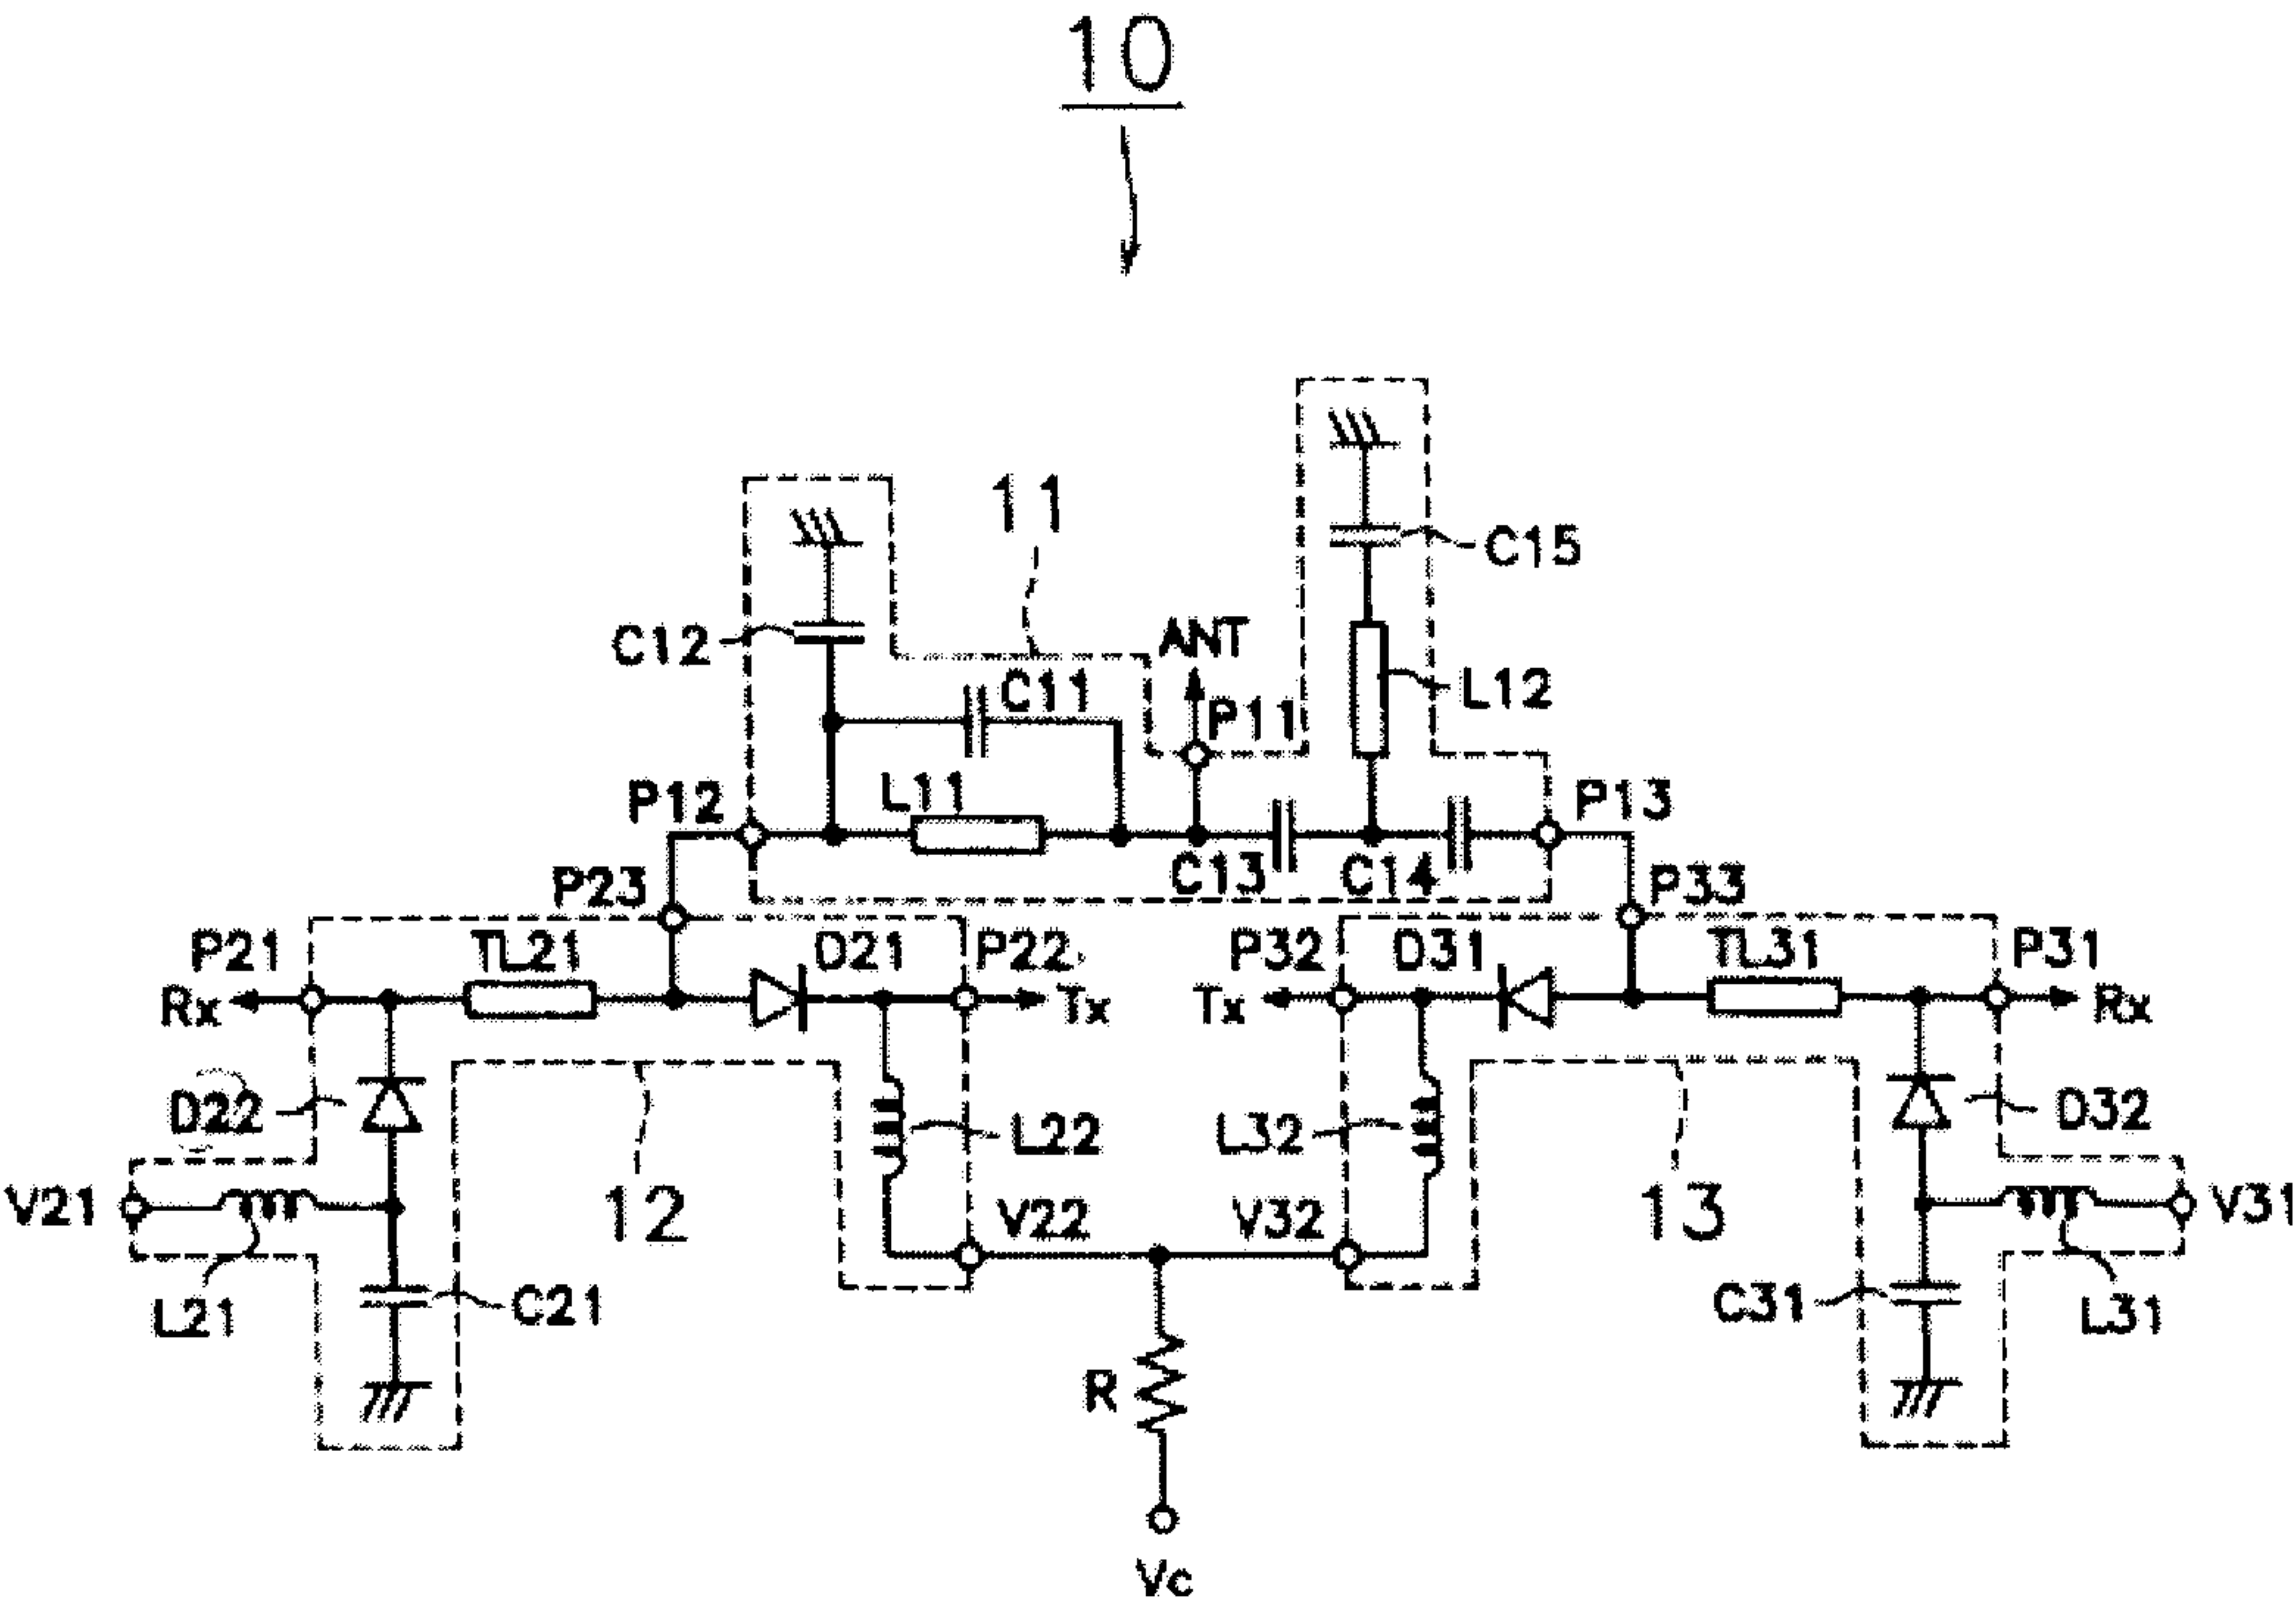 10
11
C15
C12
ANT
C11
L12
P11
L11
P12
P13
C13
C14
P23
P33
P21
TL21
D21
P22
P32
D31
TL31
P31
Rx
Tx
Tx
Rx
D22
L22
L32
D32
V21
12
V22
V32
13
V31
L21
C21
C31
L31
R
Vc